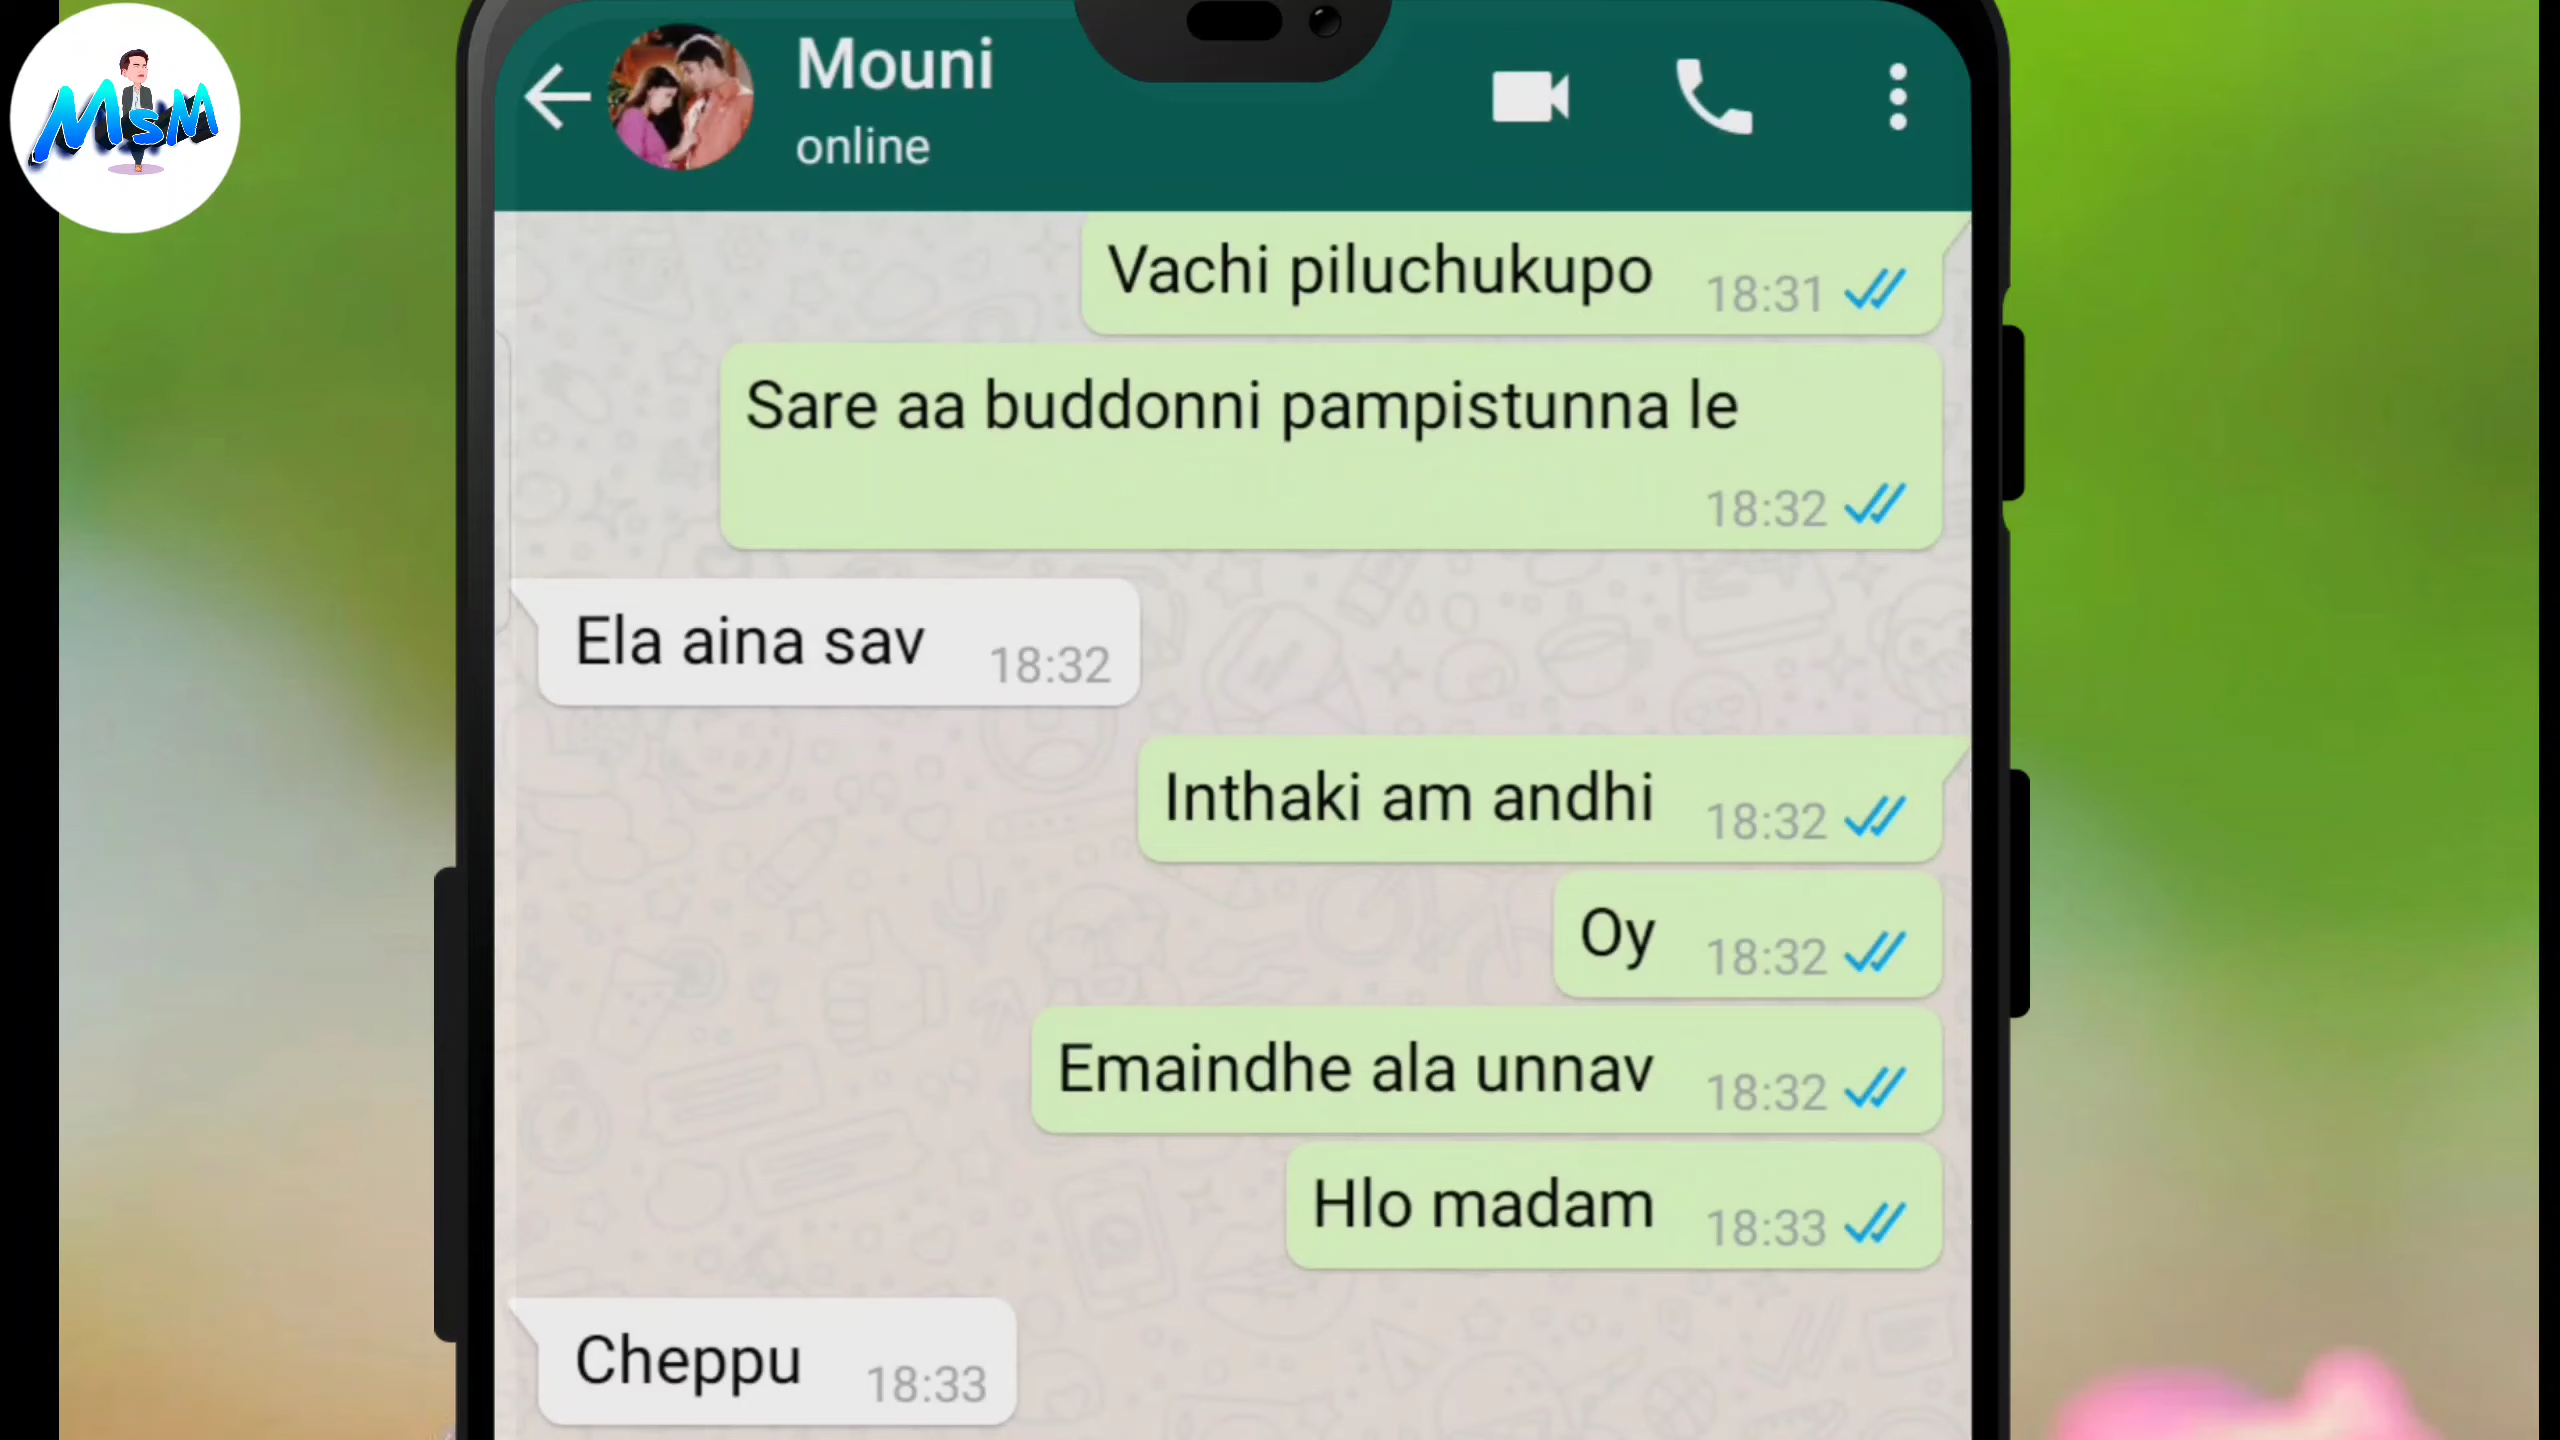 MSM
Mouni
online
Vachi piluchukupo 18:31
Sare aa buddonni pampistunna le
18:32
Ela aina sav 18:32
Inthaki am andhi 18:32
Oy 18:32
Emaindhe ala unnav 18:32
Hlo madam 18:33
Cheppu 18:33